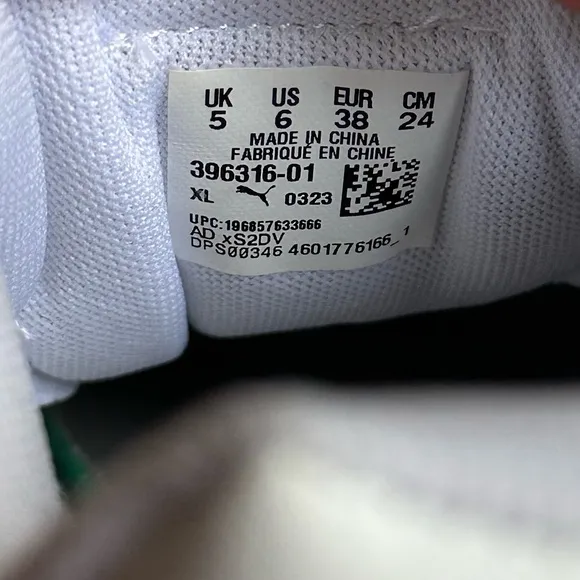 UK US EUR CM
5 6 38 24
MADE IN CHINA
FABRIQUÉ EN CHINE
396316-01
XL 0323
UPC:196857633666
AD xS2DV
DPS00346 4601776166_1